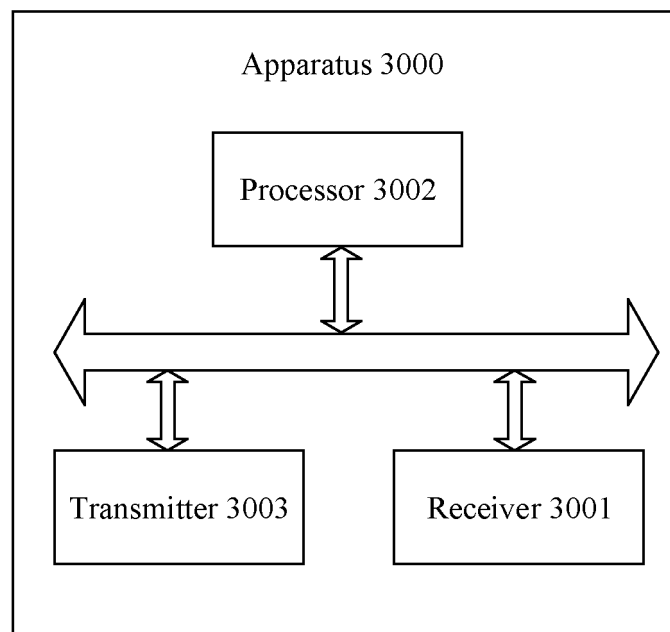 Apparatus 3000
Processor 3002
Transmitter 3003
Receiver 3001